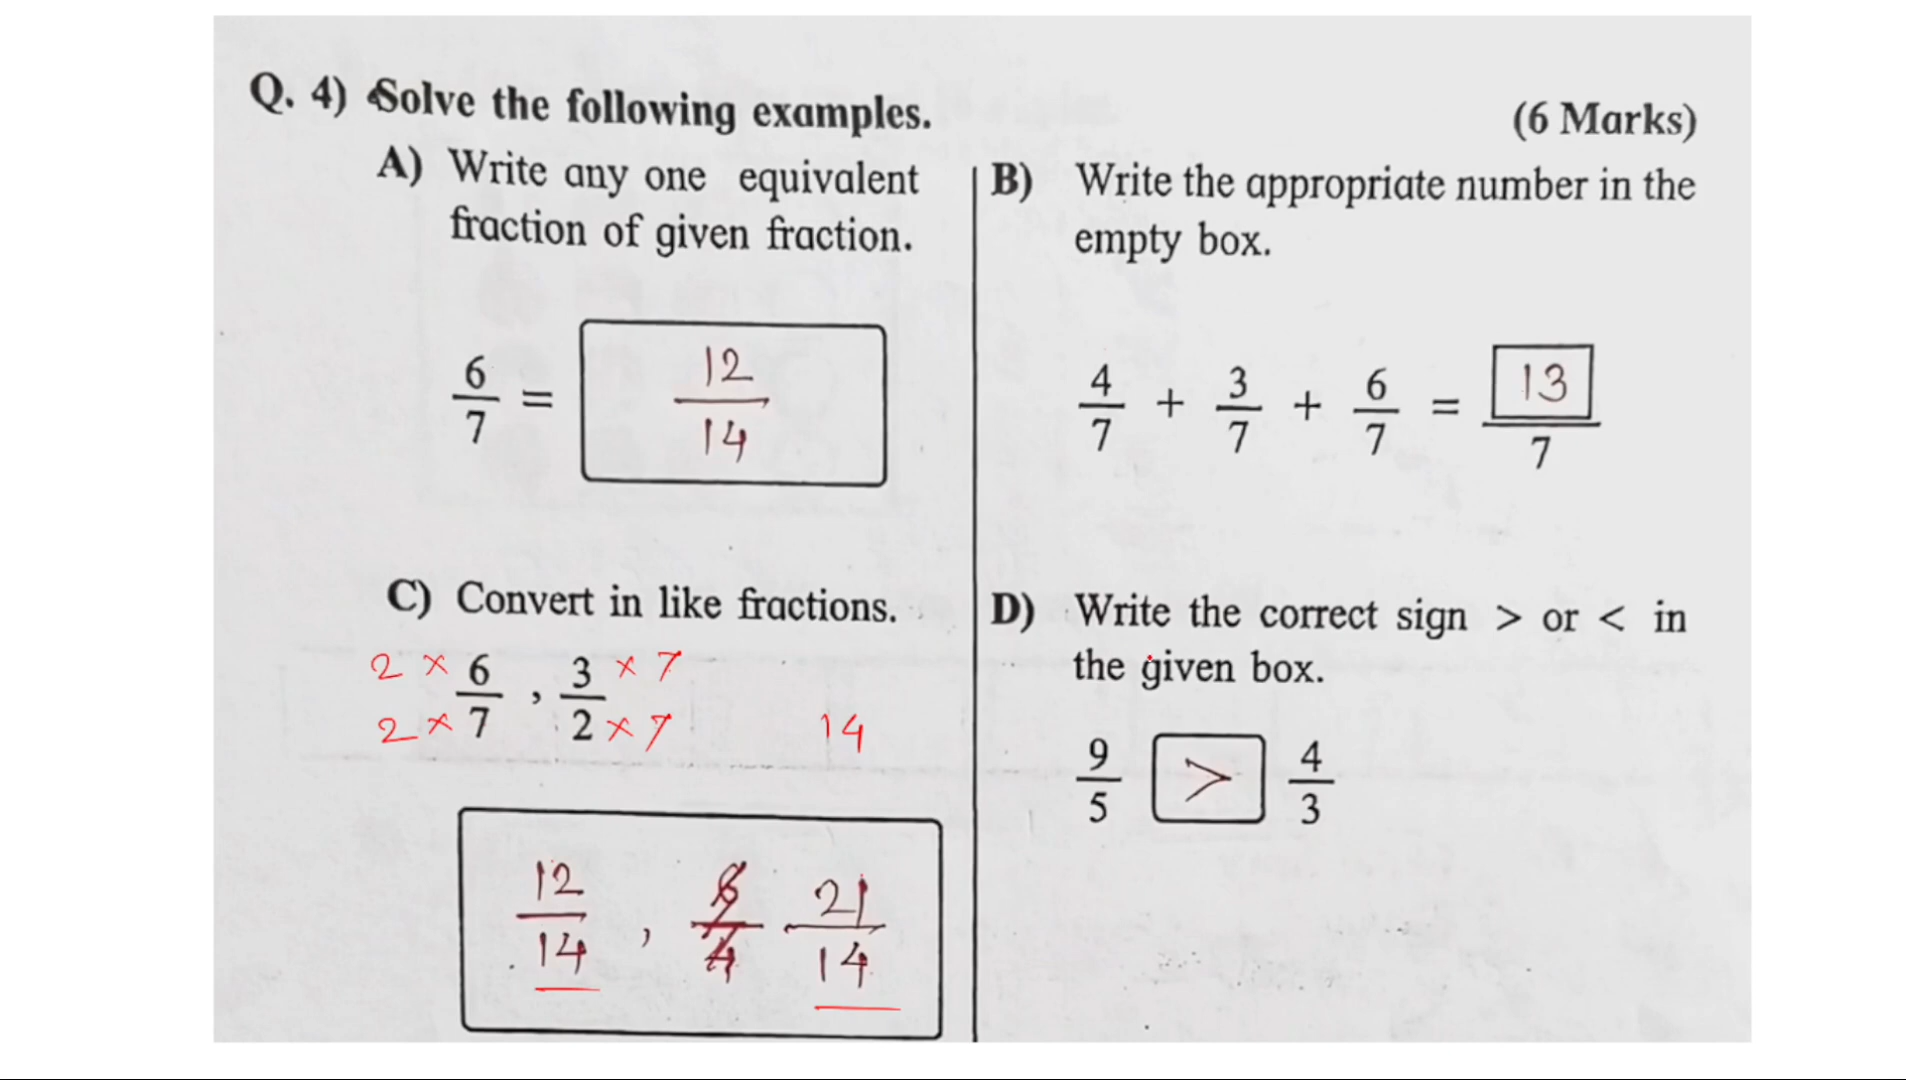 Q. 4) Solve the following examples. (6 Marks)
A) Write any one equivalent
fraction of given fraction.
6/7 = 12/14
B) Write the appropriate number in the
empty box.
4/7 + 3/7 + 6/7 = 13/7
C) Convert in like fractions.
2 × 6 , 3 × 7
2 × 7 2 × 7 14
12/14 , 21/14
D) Write the correct sign > or < in
the given box.
9/5 > 4/3